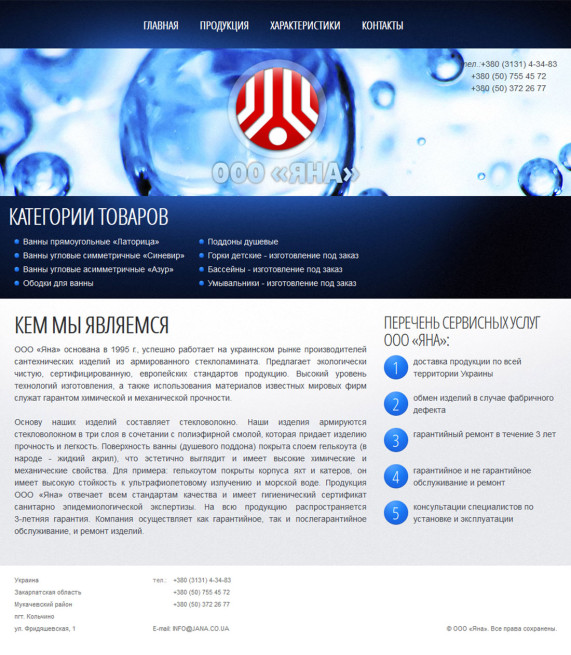 ГЛАВНАЯ ПРОДУКЦИЯ ХАРАКТЕРИСТИКИ КОНТАКТЫ
тел.:+380 (3131) 4-34-83
+380 (50) 755 45 72
+380 (50) 372 26 77
ООО «ЯНА»
КАТЕГОРИИ ТОВАРОВ
Ванны прямоугольные «Латорица»
Ванны угловые симметричные «Синевир»
Ванны угловые асимметричные «Азур»
Ободки для ванны
Поддоны душевые
Горки детские - изготовление под заказ
Бассейны - изготовление под заказ
Умывальники - изготовление под заказ
КЕМ МЫ ЯВЛЯЕМСЯ
ООО «Яна» основана в 1995 г., успешно работает на украинском рынке производителей
сантехнических изделий из армированного стеклопламината. Предлагает экологически
чистую, сертифицированную, европейских стандартов продукцию. Высокий уровень
технологий изготовления, а также использования материалов известных мировых фирм
служат гарантом химической и механической прочности.
Основу наших изделий составляет стекловолокно. Наши изделия армируются
стекловолокном в три слоя в сочетании с полиэфирной смолой, которая придает изделию
прочность и легкость. Поверхность ванны (душевого поддона) покрыта слоем гелькоута (в
народе - жидкий акрил), что эстетично выглядит и имеет высокие химические и
механические свойства. Для примера: гелькоутом покрыты корпуса яхт и катеров, он
имеет высокую стойкость к ультрафиолетовому излучению и морской воде. Продукция
ООО «Яна» отвечает всем стандартам качества и имеет гигиенический сертификат
санитарно эпидемиологической экспертизы. На всю продукцию распространяется
3-летняя гарантия. Компания осуществляет как гарантийное, так и послегарантийное
обслуживание, и ремонт изделий.
ПЕРЕЧЕНЬ СЕРВИСНЫХ УСЛУГ
ООО «ЯНА»:
1 доставка продукции по всей
территории Украины
2 обмен изделий в случае фабричного
дефекта
3 гарантийный ремонт в течение 3 лет
4 гарантийное и не гарантийное
обслуживание и ремонт
5 консультации специалистов по
установке и эксплуатации
Украина
Закарпатская область
Мукачевский район
пгт. Кольчино
ул. Фридяшевская, 1
тел.: +380 (3131) 4-34-83
+380 (50) 755 45 72
+380 (50) 372 26 77
E-mail: INFO@JANA.CO.UA
© ООО «Яна». Все права сохранены.